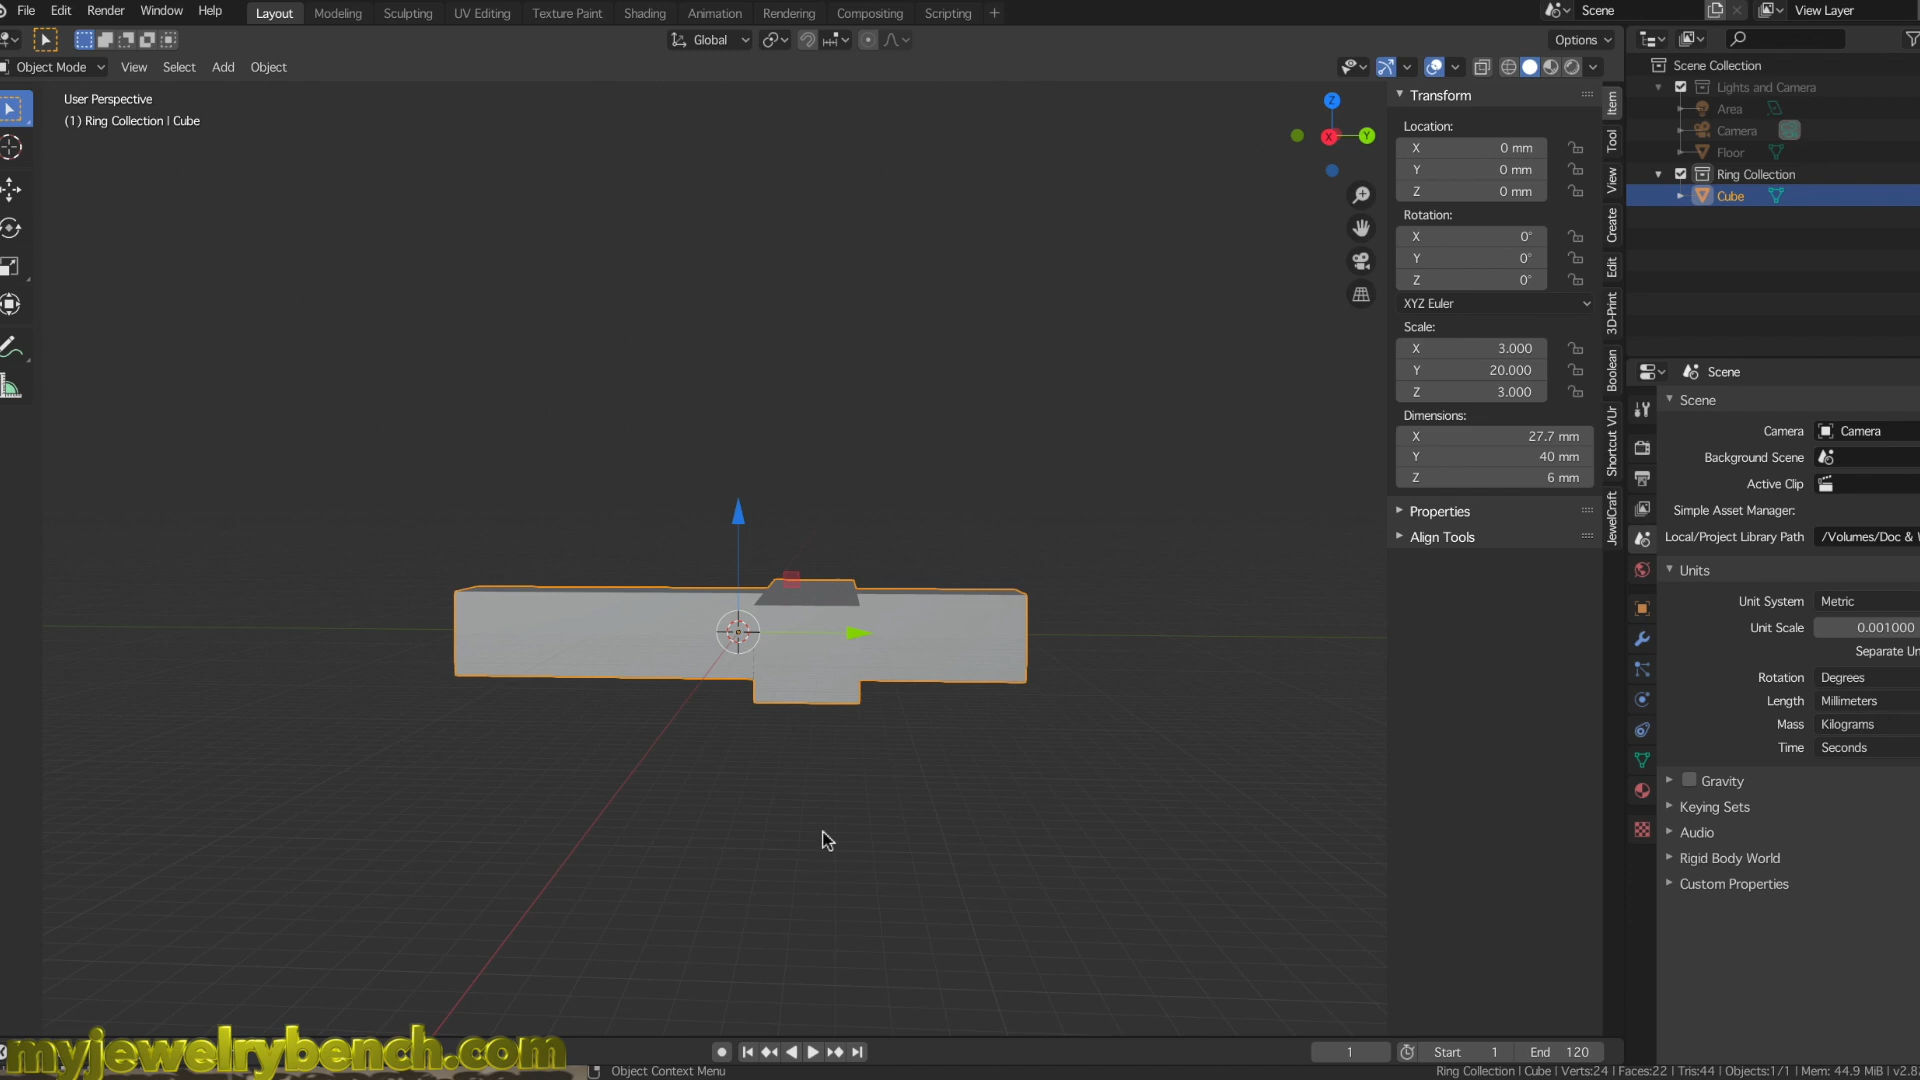 File Edit Render Window Help Layout Modeling Sculpting UV Editing Texture Paint Shading Animation Rendering Compositing Scripting + Scene View Layer
Global Options
Object Mode View Select Add Object
User Perspective
(1) Ring Collection | Cube
Z
X
Y
Transform
Location:
X 0 mm
Y 0 mm
Z 0 mm
Rotation:
X 0°
Y 0°
Z 0°
XYZ Euler
Scale:
X 3.000
Y 20.000
Z 3.000
Dimensions:
X 27.7 mm
Y 40 mm
Z 6 mm
Properties
Align Tools
Item
Tool
View
Create
Edit
3D-Print
Boolean
Shortcut VUr
JewelCraft
Scene Collection
Lights and Camera
Area
Camera
Floor
Ring Collection
Cube
Scene
Scene
Camera Camera
Background Scene
Active Clip
Simple Asset Manager:
Local/Project Library Path /Volumes/Doc &
Units
Unit System Metric
Unit Scale 0.001000
Separate Un
Rotation Degrees
Length Millimeters
Mass Kilograms
Time Seconds
Gravity
Keying Sets
Audio
Rigid Body World
Custom Properties
myjewelrybench.com
1 Start 1 End 120
Object Context Menu
Ring Collection | Cube | Verts:24 | Faces:22 | Tris:44 | Objects:1/1 | Mem: 44.9 MiB | v2.8